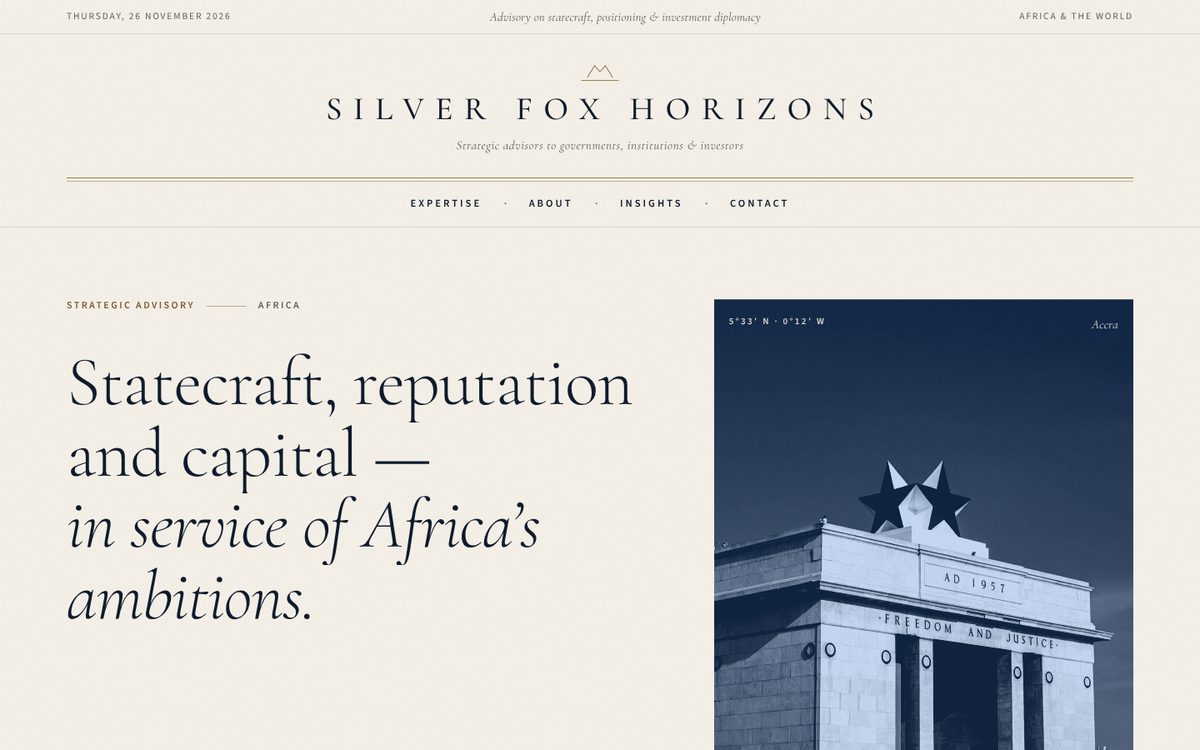 THURSDAY, 26 NOVEMBER 2026
Advisory on statecraft, positioning & investment diplomacy
AFRICA & THE WORLD
SILVER FOX HORIZONS
Strategic advisors to governments, institutions & investors
EXPERTISE · ABOUT · INSIGHTS · CONTACT
STRATEGIC ADVISORY — AFRICA
Statecraft, reputation
and capital —
in service of Africa’s
ambitions.
5°33′ N · 0°12′ W
Accra
AD 1957
·FREEDOM AND JUSTICE·